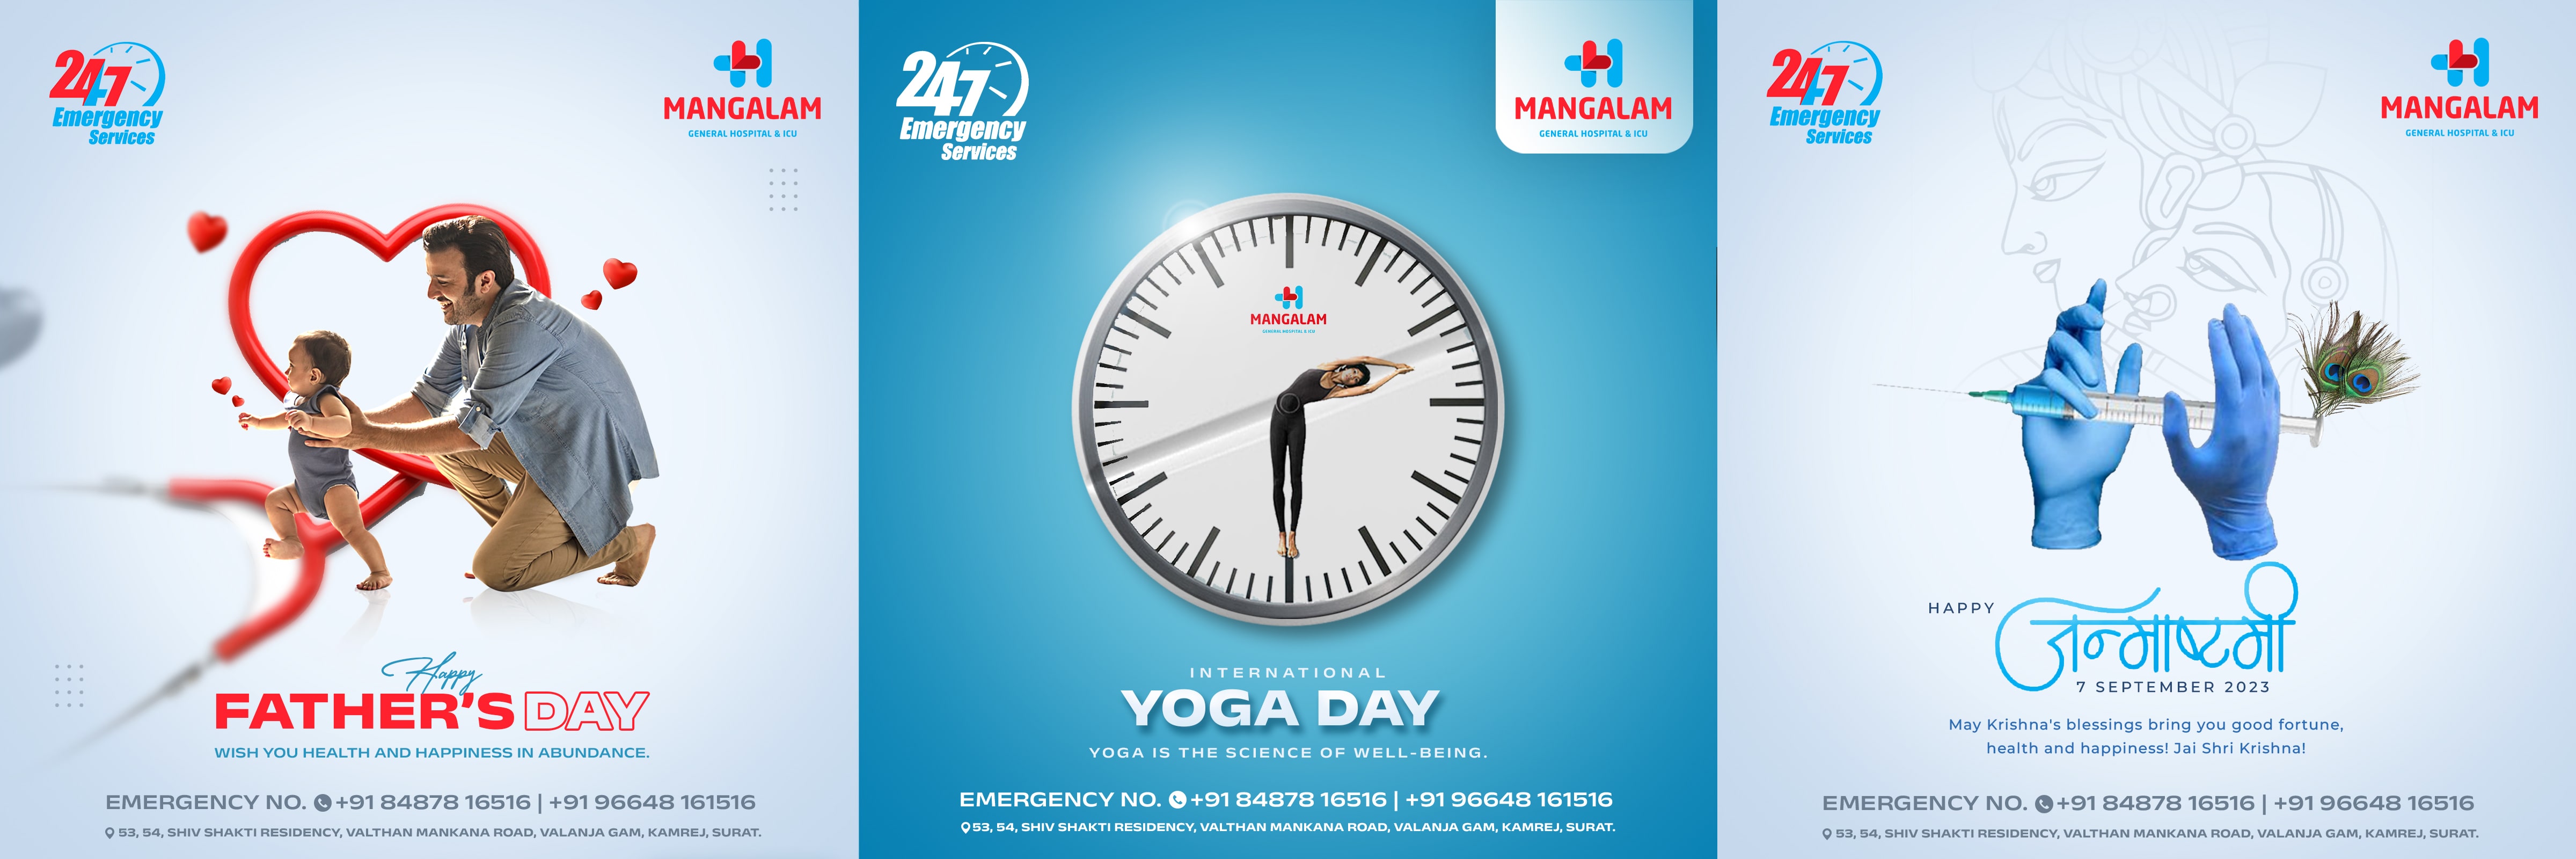 24*7
Emergency
Services
MANGALAM
GENERAL HOSPITAL & ICU
Happy
FATHER'S DAY
WISH YOU HEALTH AND HAPPINESS IN ABUNDANCE.
EMERGENCY NO. +91 84878 16516 | +91 96648 161516
53, 54, SHIV SHAKTI RESIDENCY, VALTHAN MANKANA ROAD, VALANJA GAM, KAMREJ, SURAT.
24*7
Emergency
Services
MANGALAM
GENERAL HOSPITAL & ICU
MANGALAM
GENERAL HOSPITAL & ICU
INTERNATIONAL
YOGA DAY
YOGA IS THE SCIENCE OF WELL-BEING.
EMERGENCY NO. +91 84878 16516 | +91 96648 161516
53, 54, SHIV SHAKTI RESIDENCY, VALTHAN MANKANA ROAD, VALANJA GAM, KAMREJ, SURAT.
24*7
Emergency
Services
MANGALAM
GENERAL HOSPITAL & ICU
HAPPY
जन्माष्टमी
7 SEPTEMBER 2023
May Krishna's blessings bring you good fortune,
health and happiness! Jai Shri Krishna!
EMERGENCY NO. +91 84878 16516 | +91 96648 16516
53, 54, SHIV SHAKTI RESIDENCY, VALTHAN MANKANA ROAD, VALANJA GAM, KAMREJ, SURAT.